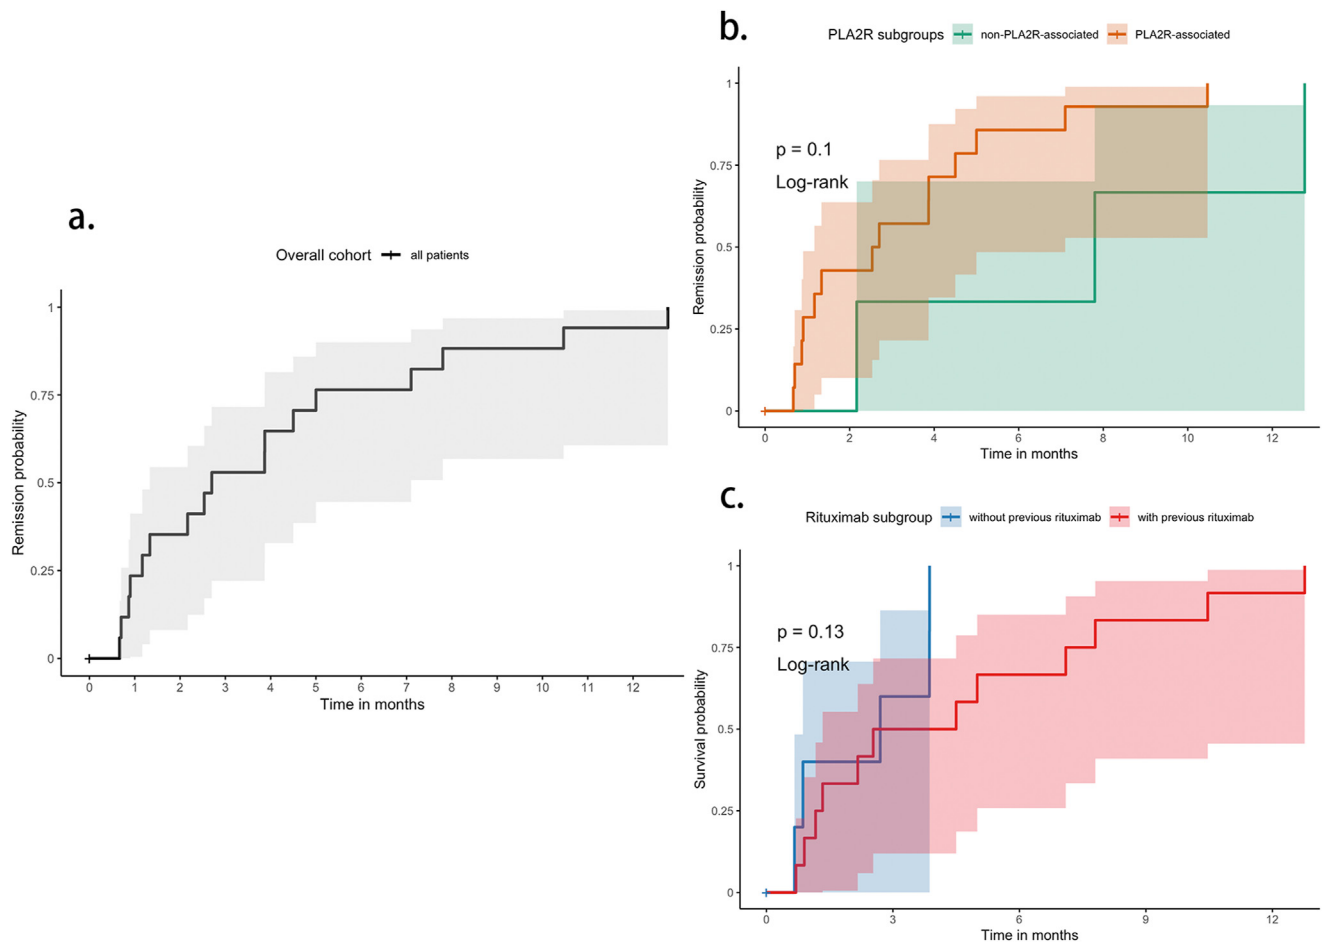 a.
Overall cohort all patients
Remission probability
1
0.75
0.5
0.25
0
0 1 2 3 4 5 6 7 8 9 10 11 12
Time in months
b.
PLA2R subgroups non-PLA2R-associated PLA2R-associated
Remission probability
1
0.75
0.5
0.25
0
p = 0.1
Log-rank
0 2 4 6 8 10 12
Time in months
c.
Rituximab subgroup without previous rituximab with previous rituximab
Survival probability
1
0.75
0.5
0.25
0
p = 0.13
Log-rank
0 3 6 9 12
Time in months